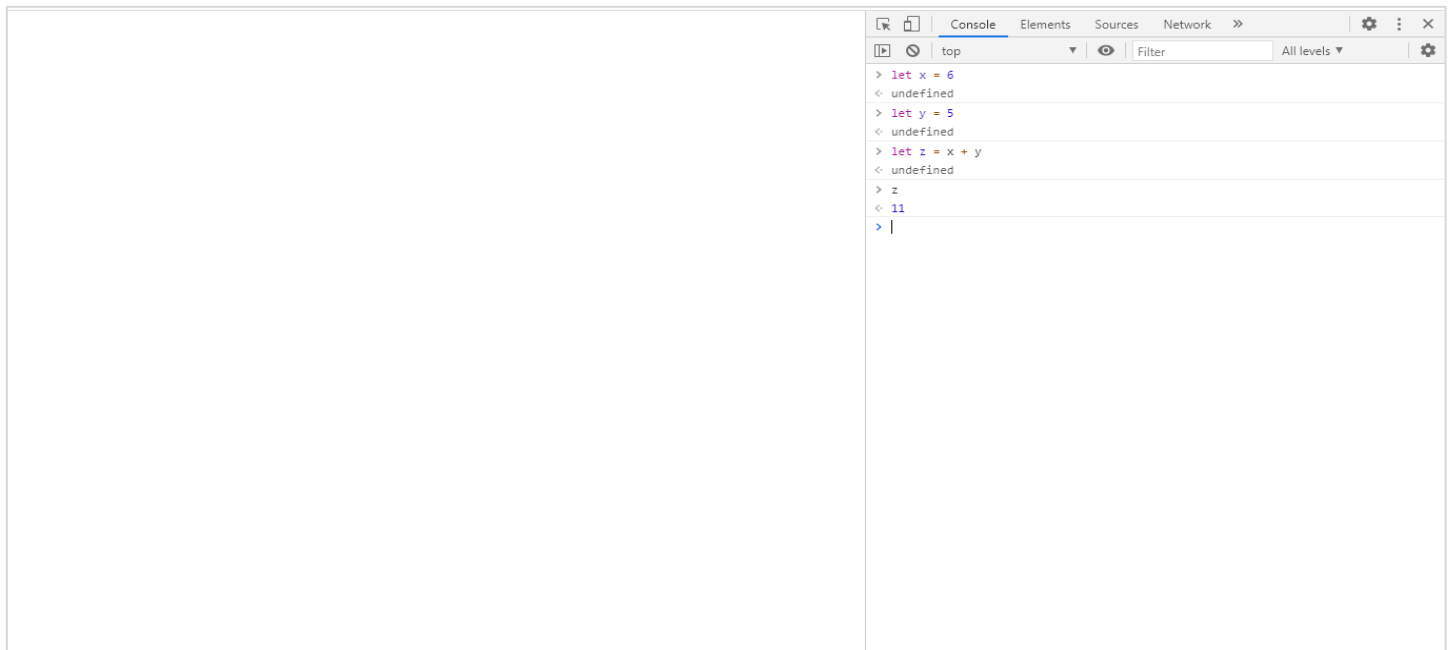 Console Elements Sources Network »
top ▼ Filter All levels ▼
> let x = 6
undefined
> let y = 5
undefined
> let z = x + y
undefined
> z
11
>